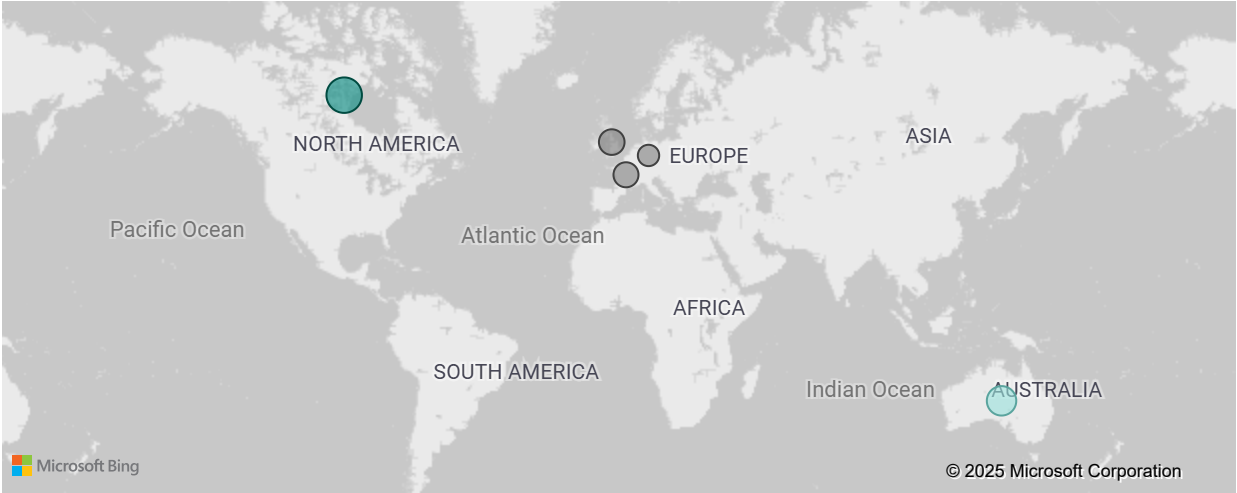 ASIA
NORTH AMERICA
EUROPE
Pacific Ocean
Atlantic Ocean
AFRICA
SOUTH AMERICA
Indian Ocean
AUSTRALIA
Microsoft Bing
© 2025 Microsoft Corporation